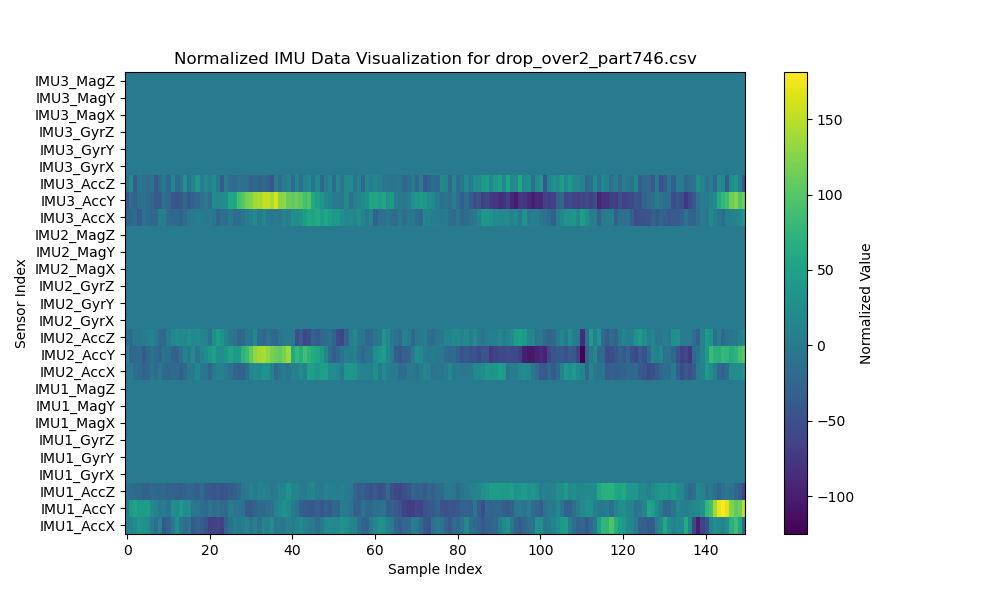 Normalized IMU Data Visualization for drop_over2_part746.csv
IMU3_MagZ
IMU3_MagY
IMU3_MagX
IMU3_GyrZ
IMU3_GyrY
IMU3_GyrX
IMU3_AccZ
IMU3_AccY
IMU3_AccX
IMU2_MagZ
IMU2_MagY
IMU2_MagX
IMU2_GyrZ
IMU2_GyrY
IMU2_GyrX
IMU2_AccZ
IMU2_AccY
IMU2_AccX
IMU1_MagZ
IMU1_MagY
IMU1_MagX
IMU1_GyrZ
IMU1_GyrY
IMU1_GyrX
IMU1_AccZ
IMU1_AccY
IMU1_AccX
Sensor Index
0 20 40 60 80 100 120 140
Sample Index
150
100
50
0
−50
−100
Normalized Value